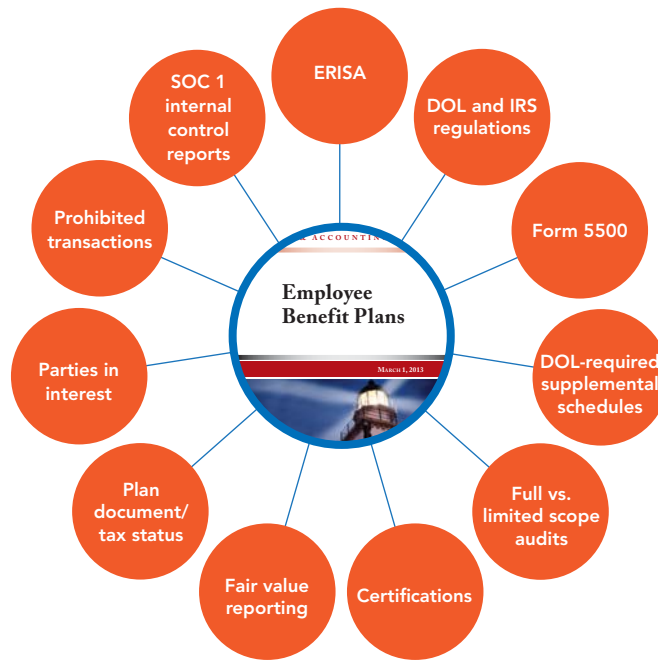 ERISA
DOL and IRS
regulations
Form 5500
DOL-required
supplemental
schedules
Full vs.
limited scope
audits
Certifications
Fair value
reporting
Plan
document/
tax status
Parties in
interest
Prohibited
transactions
SOC 1
internal
control
reports
ACCOUNTIN
Employee
Benefit Plans
MARCH 1, 2013